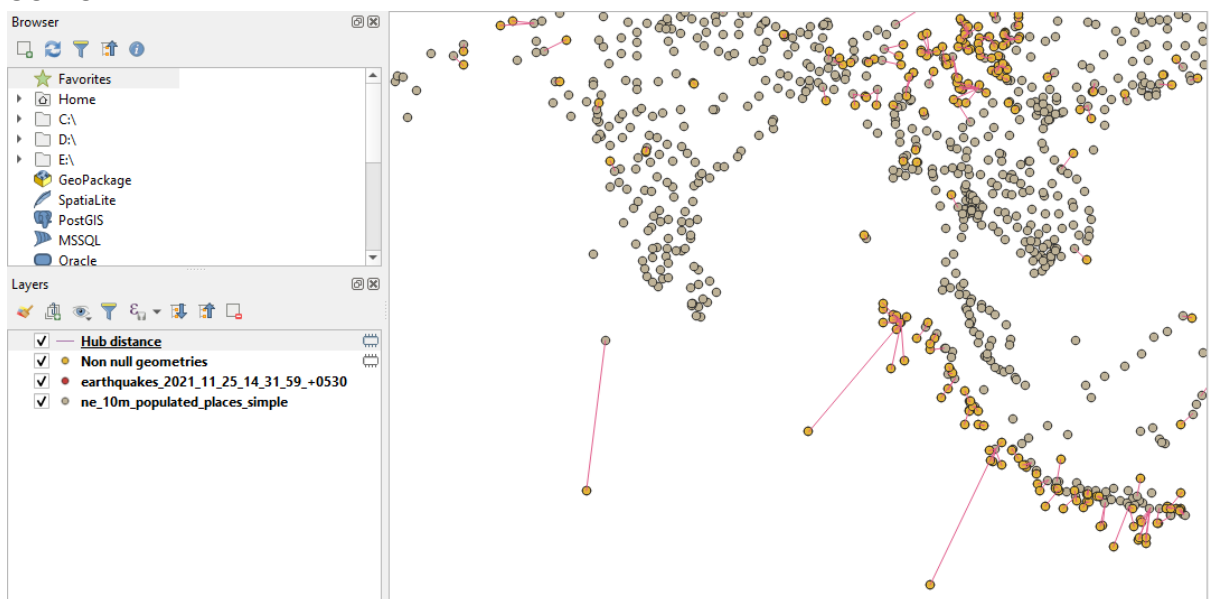 Browser
Favorites
Home
C:\
D:\
E:\
GeoPackage
SpatiaLite
PostGIS
MSSQL
Oracle
Layers
Hub distance
Non null geometries
earthquakes_2021_11_25_14_31_59_+0530
ne_10m_populated_places_simple